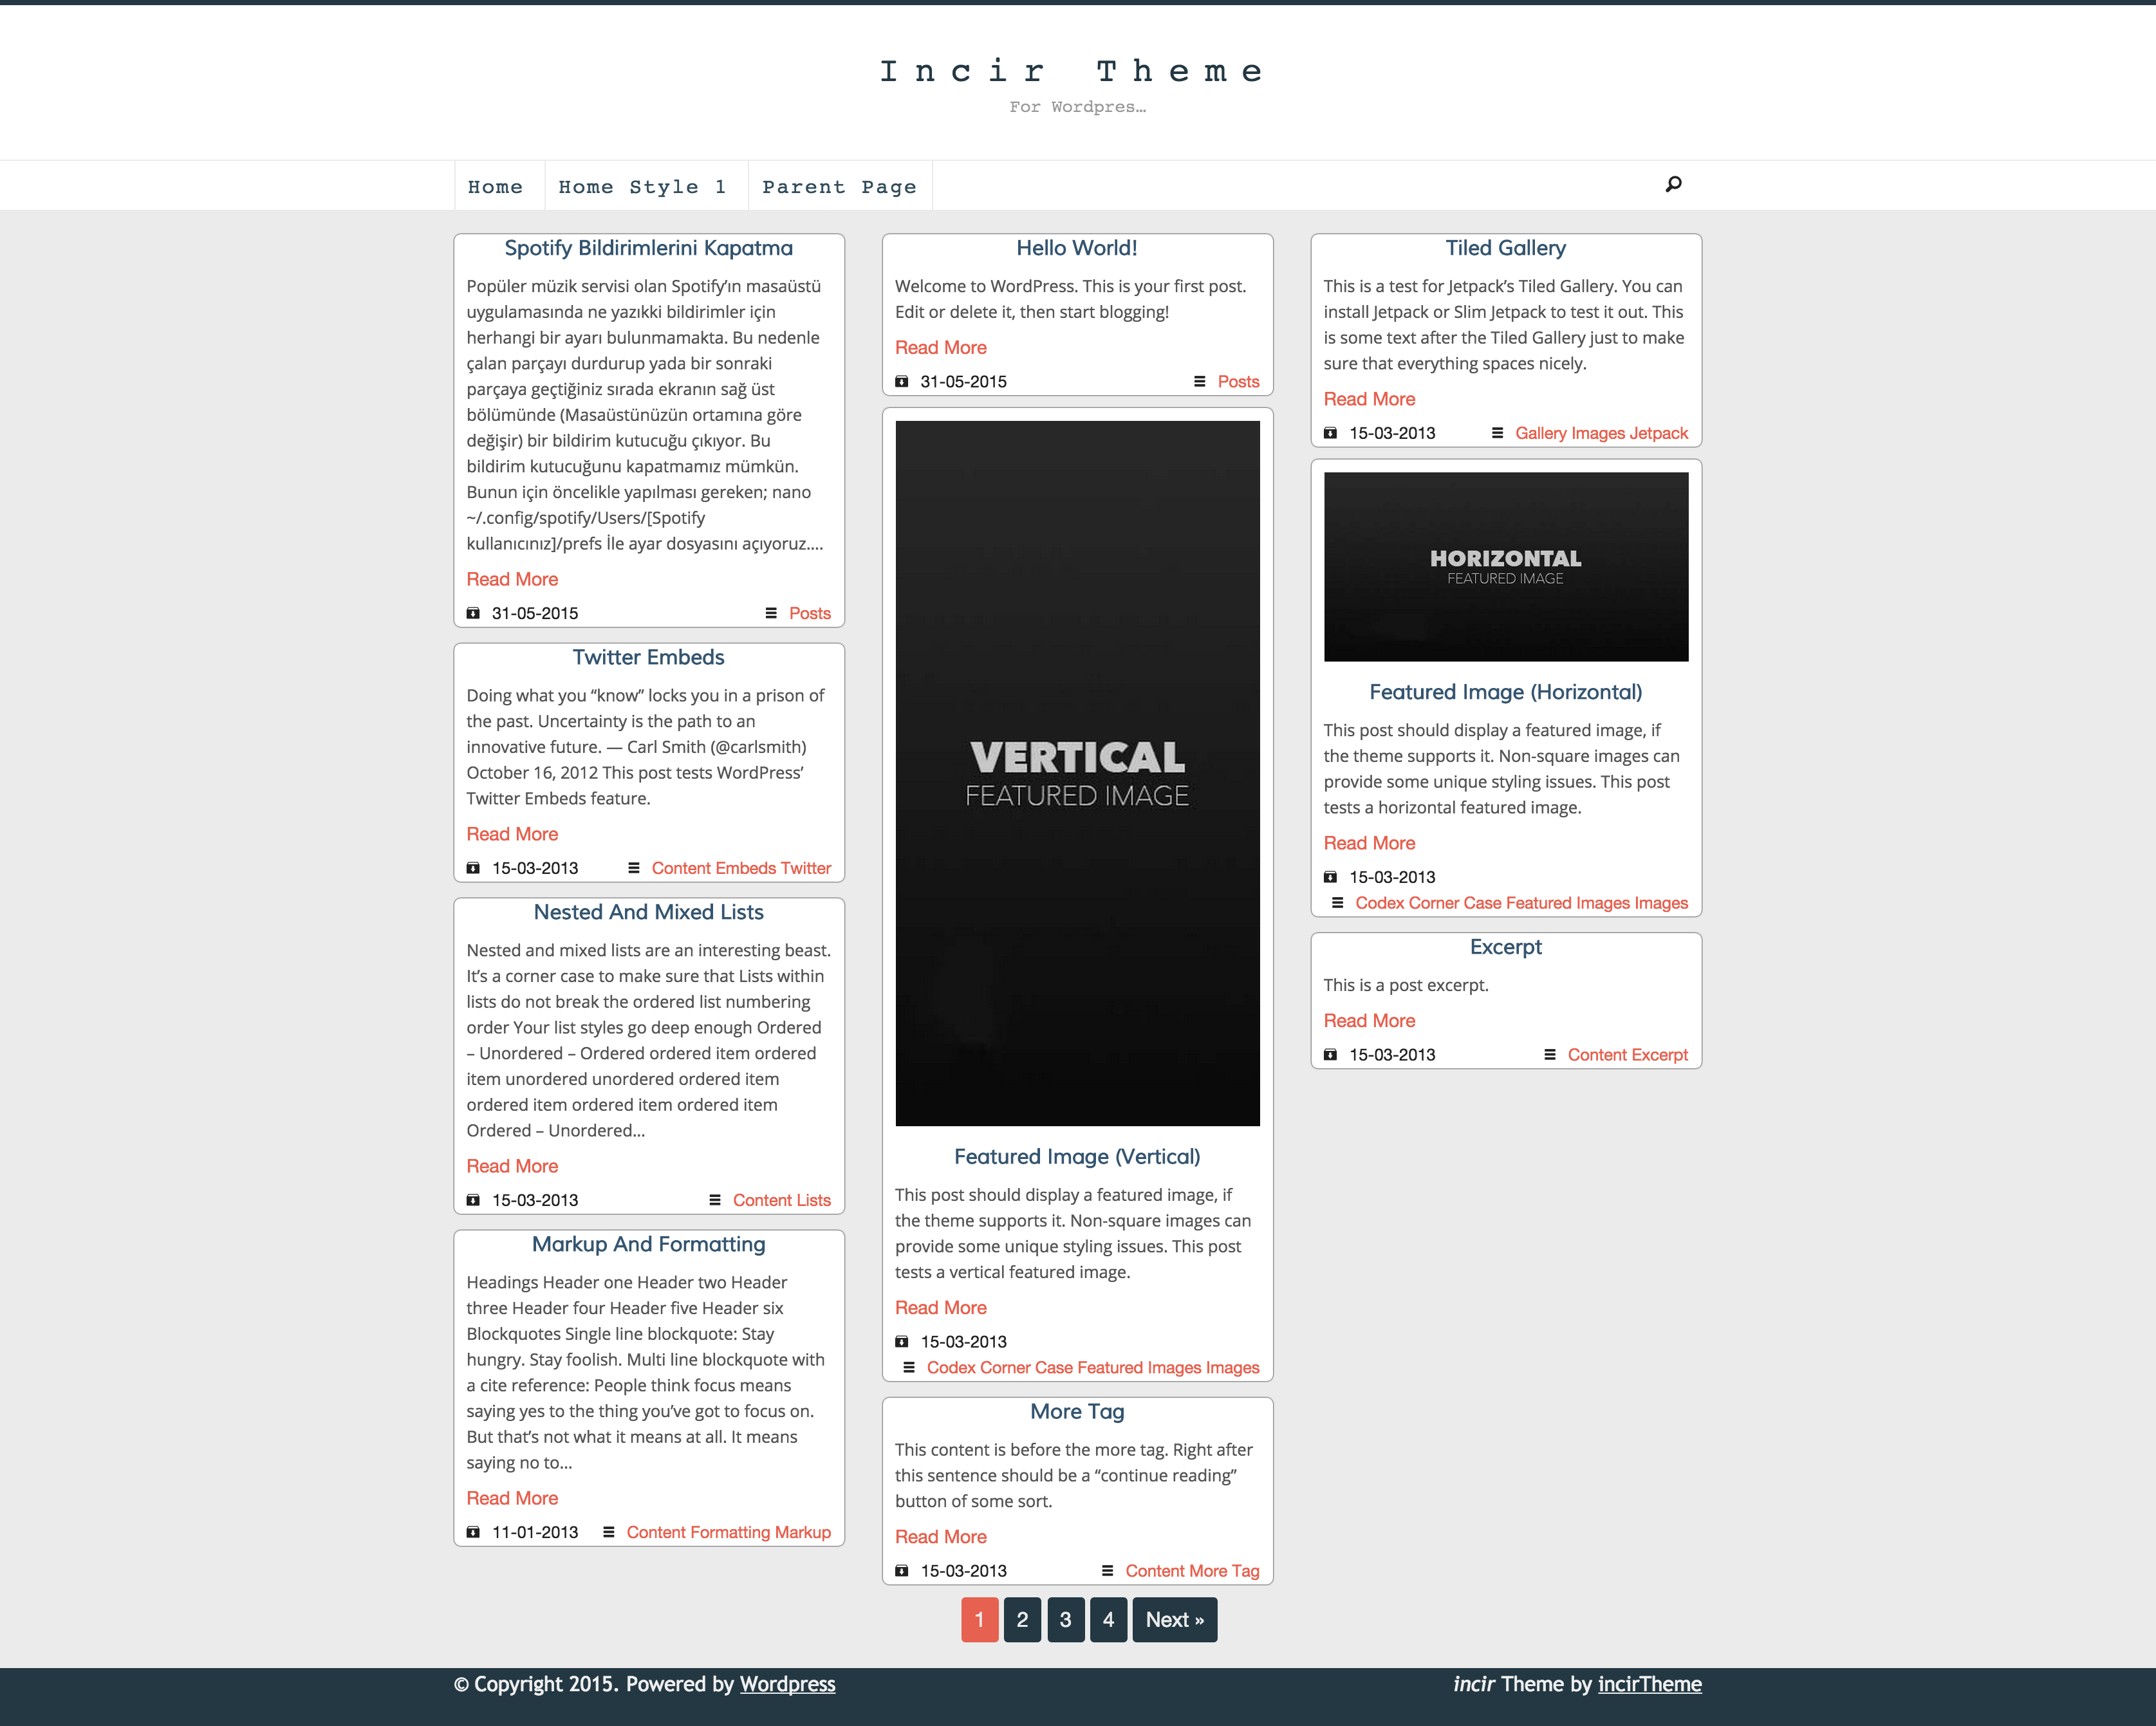 Incir Theme
For Wordpres…
Home
Home Style 1
Parent Page
Spotify Bildirimlerini Kapatma
Popüler müzik servisi olan Spotify’ın masaüstü
uygulamasında ne yazıkki bildirimler için
herhangi bir ayarı bulunmamakta. Bu nedenle
çalan parçayı durdurup yada bir sonraki
parçaya geçtiğiniz sırada ekranın sağ üst
bölümünde (Masaüstünüzün ortamına göre
değişir) bir bildirim kutucuğu çıkıyor. Bu
bildirim kutucuğunu kapatmamız mümkün.
Bunun için öncelikle yapılması gereken; nano
~/.config/spotify/Users/[Spotify
kullanıcınız]/prefs İle ayar dosyasını açıyoruz....
Read More
31-05-2015
Posts
Twitter Embeds
Doing what you “know” locks you in a prison of
the past. Uncertainty is the path to an
innovative future. — Carl Smith (@carlsmith)
October 16, 2012 This post tests WordPress’
Twitter Embeds feature.
Read More
15-03-2013
Content Embeds Twitter
Nested And Mixed Lists
Nested and mixed lists are an interesting beast.
It’s a corner case to make sure that Lists within
lists do not break the ordered list numbering
order Your list styles go deep enough Ordered
– Unordered – Ordered ordered item ordered
item unordered unordered ordered item
ordered item ordered item ordered item
Ordered – Unordered...
Read More
15-03-2013
Content Lists
Markup And Formatting
Headings Header one Header two Header
three Header four Header five Header six
Blockquotes Single line blockquote: Stay
hungry. Stay foolish. Multi line blockquote with
a cite reference: People think focus means
saying yes to the thing you’ve got to focus on.
But that’s not what it means at all. It means
saying no to...
Read More
11-01-2013
Content Formatting Markup
Hello World!
Welcome to WordPress. This is your first post.
Edit or delete it, then start blogging!
Read More
31-05-2015
Posts
VERTICAL
FEATURED IMAGE
Featured Image (Vertical)
This post should display a featured image, if
the theme supports it. Non-square images can
provide some unique styling issues. This post
tests a vertical featured image.
Read More
15-03-2013
Codex Corner Case Featured Images Images
More Tag
This content is before the more tag. Right after
this sentence should be a “continue reading”
button of some sort.
Read More
15-03-2013
Content More Tag
Tiled Gallery
This is a test for Jetpack’s Tiled Gallery. You can
install Jetpack or Slim Jetpack to test it out. This
is some text after the Tiled Gallery just to make
sure that everything spaces nicely.
Read More
15-03-2013
Gallery Images Jetpack
HORIZONTAL
FEATURED IMAGE
Featured Image (Horizontal)
This post should display a featured image, if
the theme supports it. Non-square images can
provide some unique styling issues. This post
tests a horizontal featured image.
Read More
15-03-2013
Codex Corner Case Featured Images Images
Excerpt
This is a post excerpt.
Read More
15-03-2013
Content Excerpt
1 2 3 4 Next »
© Copyright 2015. Powered by Wordpress
incir Theme by incirTheme